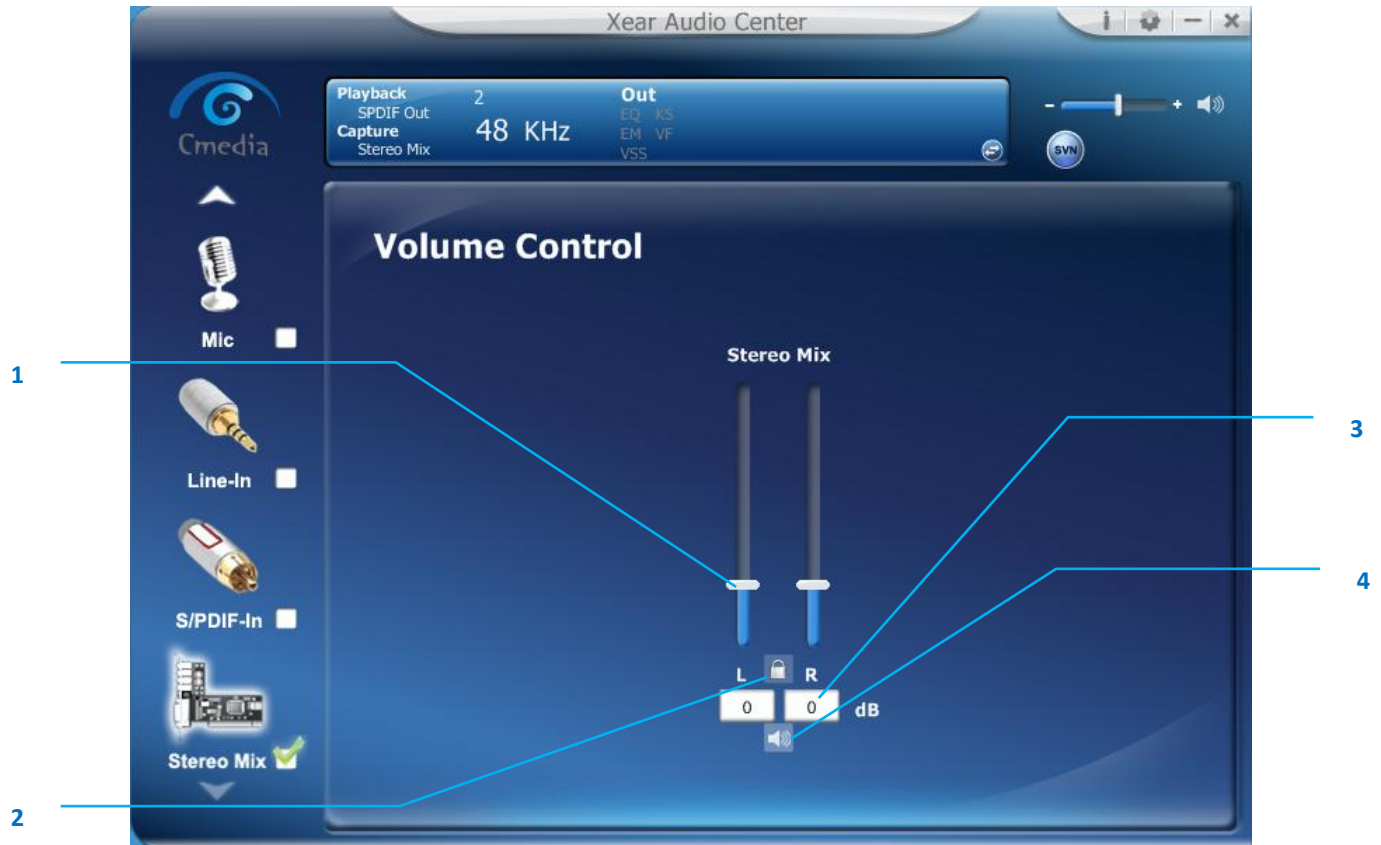 Xear Audio Center
i
Cmedia
Playback 2 Out
SPDIF Out EQ KS
Capture 48 KHz EM VF
Stereo Mix VSS
- +
SVN
Volume Control
Mic
Stereo Mix
1
3
Line-In
4
S/PDIF-In
L R
0 0 dB
Stereo Mix
2